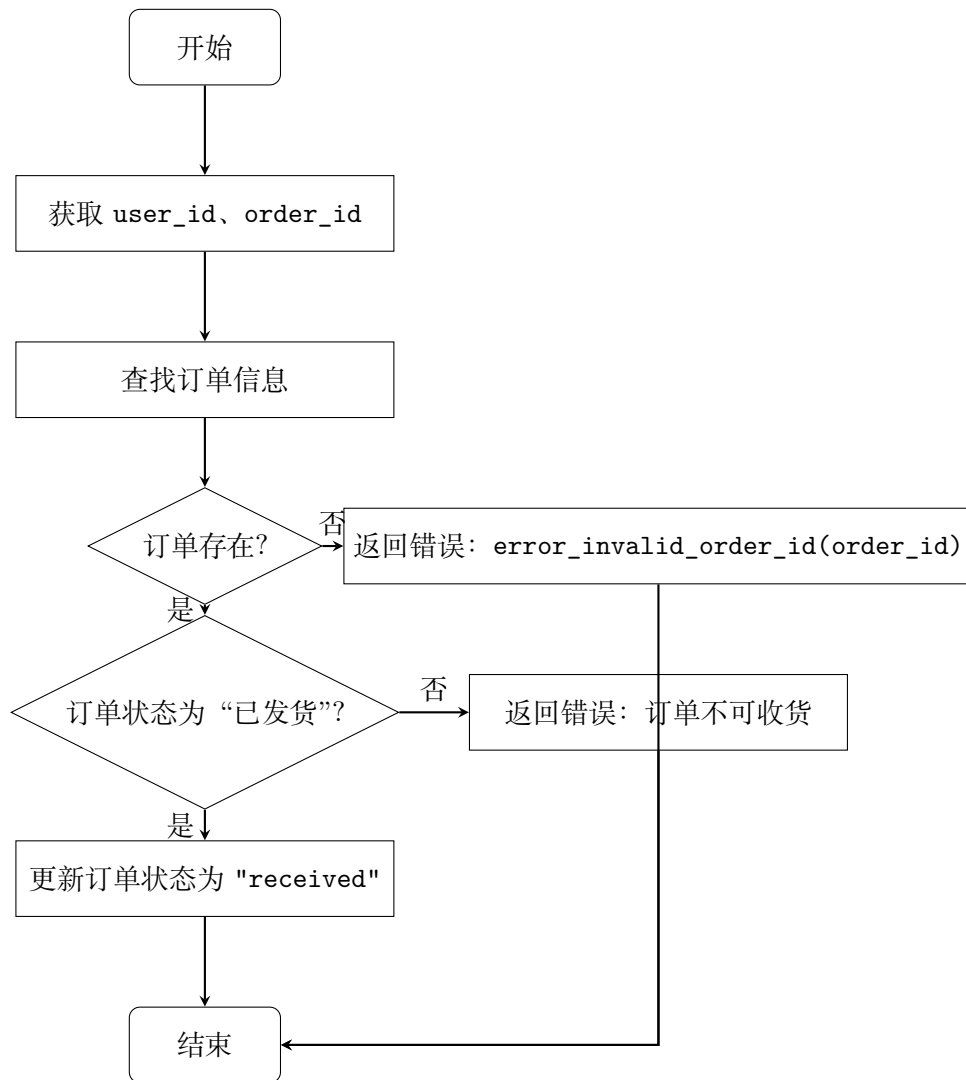 开始
获取 user_id、order_id
查找订单信息
订单存在?
否
返回错误：error_invalid_order_id(order_id)
是
订单状态为“已发货”?
否
返回错误：订单不可收货
是
更新订单状态为 "received"
结束